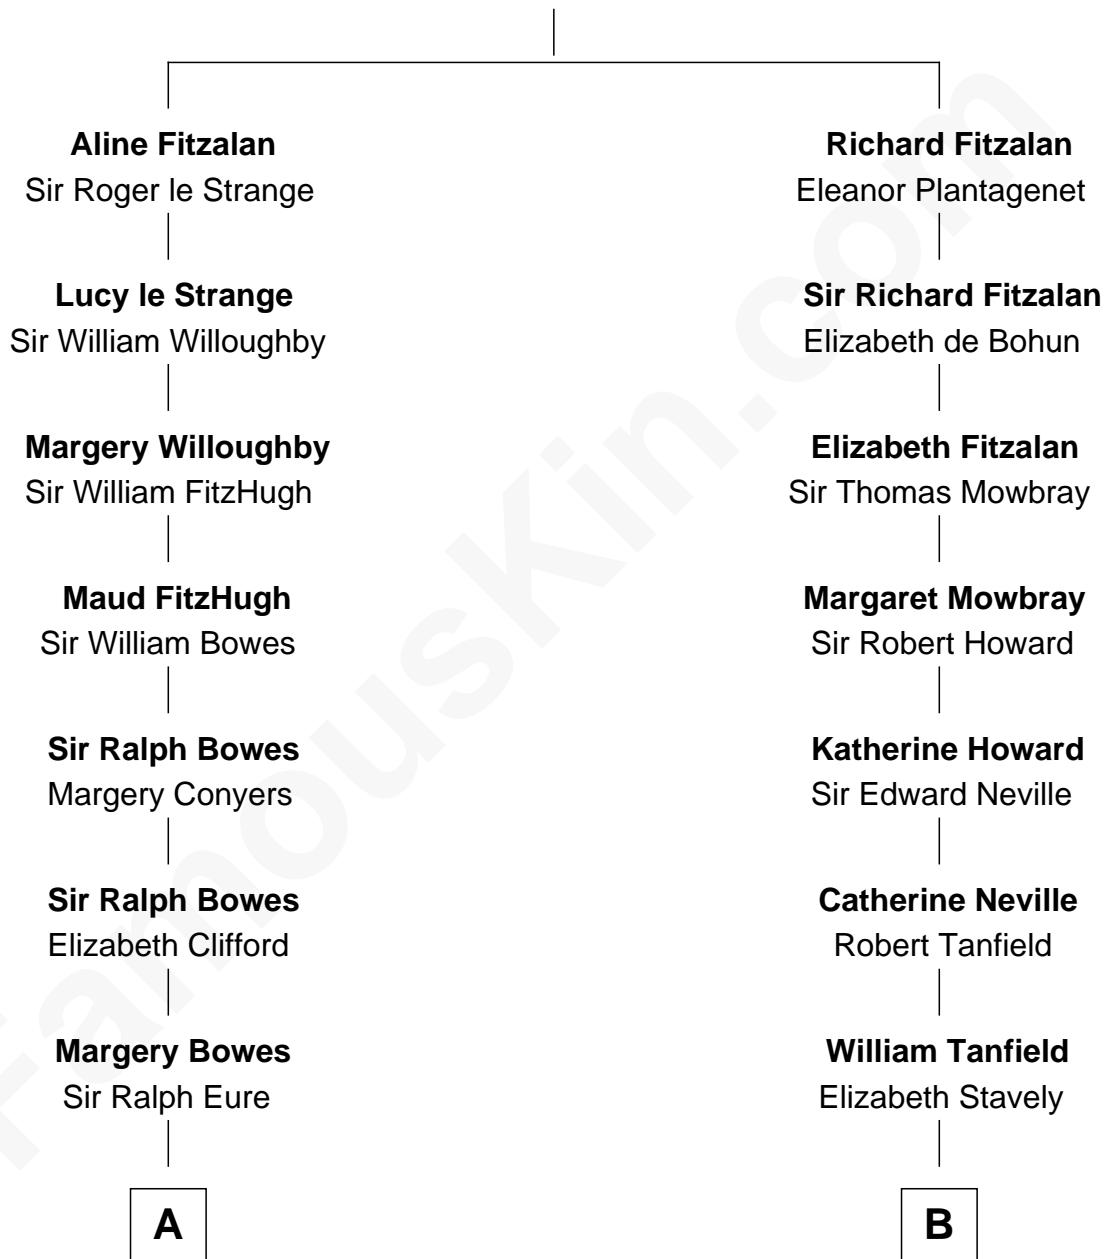 Aline Fitzalan
Sir Roger le Strange
Lucy le Strange
Sir William Willoughby
Margery Willoughby
Sir William FitzHugh
Maud FitzHugh
Sir William Bowes
Sir Ralph Bowes
Margery Conyers
Sir Ralph Bowes
Elizabeth Clifford
Margery Bowes
Sir Ralph Eure
A
Richard Fitzalan
Eleanor Plantagenet
Sir Richard Fitzalan
Elizabeth de Bohun
Elizabeth Fitzalan
Sir Thomas Mowbray
Margaret Mowbray
Sir Robert Howard
Katherine Howard
Sir Edward Neville
Catherine Neville
Robert Tanfield
William Tanfield
Elizabeth Stavely
B
FamousKin.com